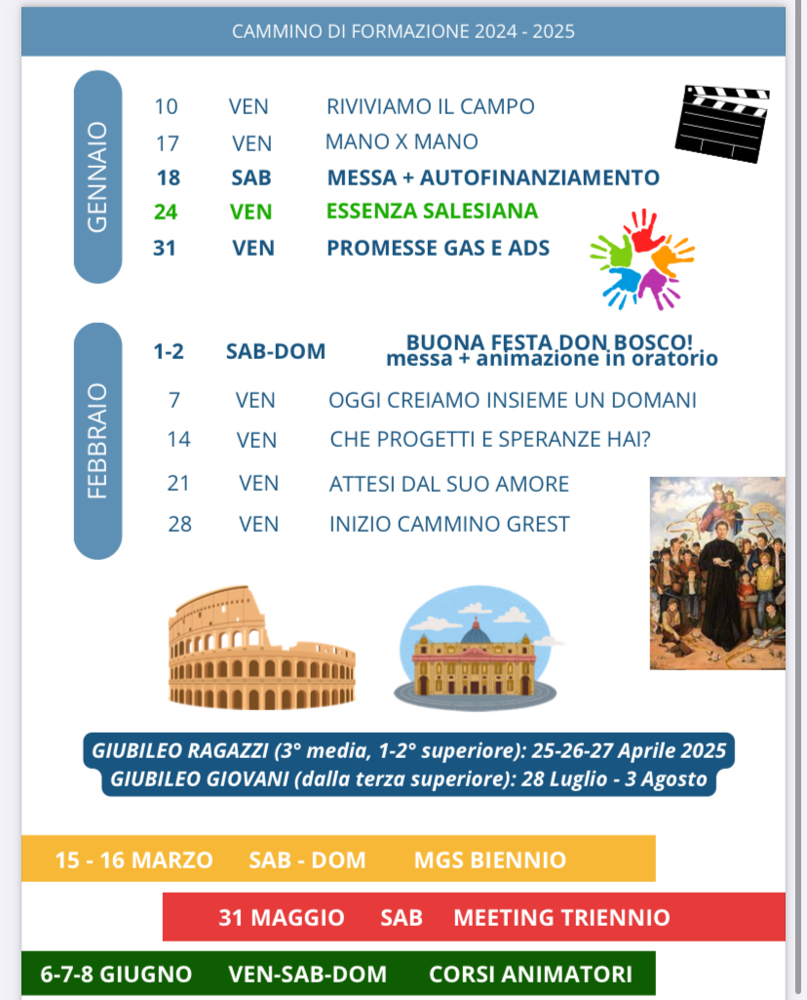 CAMMINO DI FORMAZIONE 2024 - 2025
GENNAIO
10 VEN RIVIVIAMO IL CAMPO
17 VEN MANO X MANO
18 SAB MESSA + AUTOFINANZIAMENTO
24 VEN ESSENZA SALESIANA
31 VEN PROMESSE GAS E ADS
FEBBRAIO
1-2 SAB-DOM BUONA FESTA DON BOSCO!
messa + animazione in oratorio
7 VEN OGGI CREIAMO INSIEME UN DOMANI
14 VEN CHE PROGETTI E SPERANZE HAI?
21 VEN ATTESI DAL SUO AMORE
28 VEN INIZIO CAMMINO GREST
GIUBILEO RAGAZZI (3° media, 1-2° superiore): 25-26-27 Aprile 2025
GIUBILEO GIOVANI (dalla terza superiore): 28 Luglio - 3 Agosto
15 - 16 MARZO SAB - DOM MGS BIENNIO
31 MAGGIO SAB MEETING TRIENNIO
6-7-8 GIUGNO VEN-SAB-DOM CORSI ANIMATORI